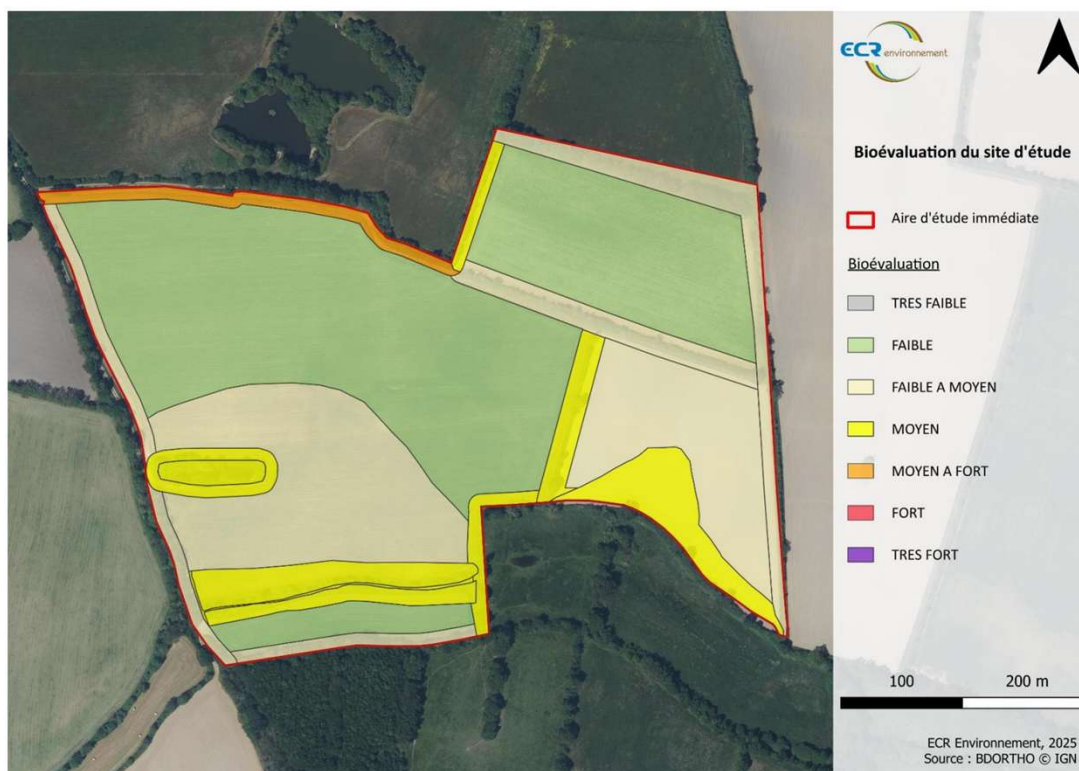 ECR environnement
Bioévaluation du site d'étude
Aire d'étude immédiate
Bioévaluation
TRES FAIBLE
FAIBLE
FAIBLE A MOYEN
MOYEN
MOYEN A FORT
FORT
TRES FORT
100 200 m
ECR Environnement, 2025
Source : BDORTHO © IGN